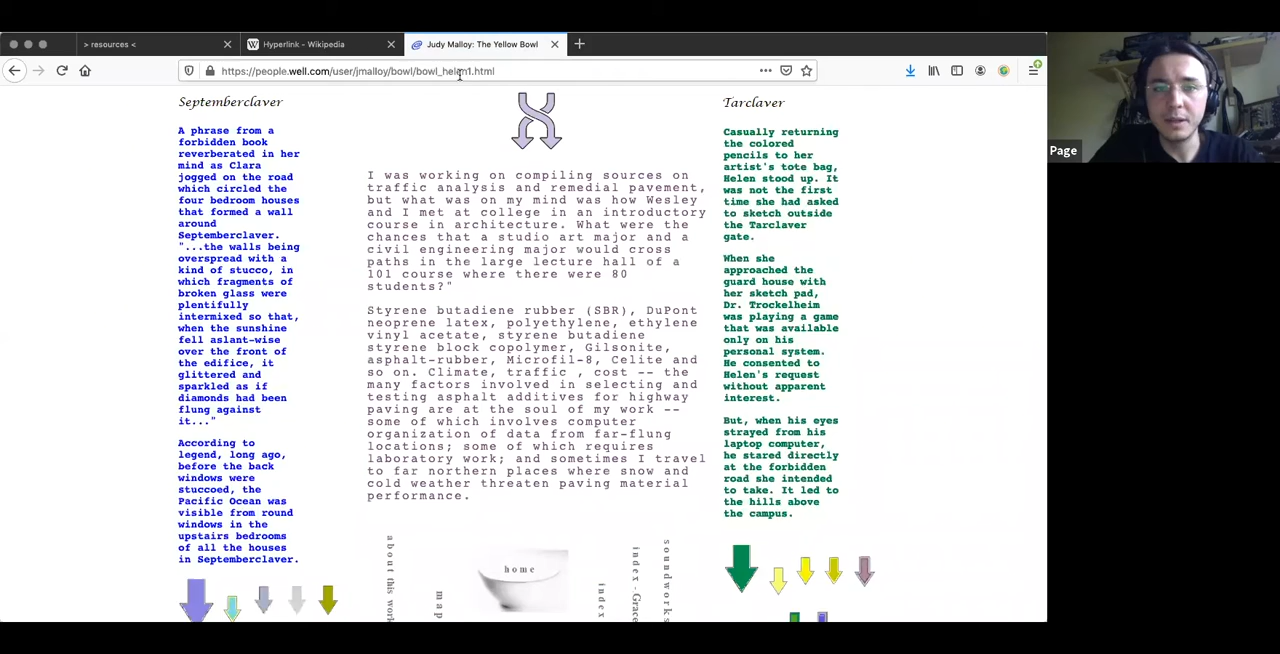 > resources <
Hyperlink - Wikipedia
Judy Malloy: The Yellow Bowl
https://people.well.com/user/jmalloy/bowl/bowl_helen1.html
Page
Septemberclaver
A phrase from a
forbidden book
reverberated in her
mind as Clara
jogged on the road
which circled the
four bedroom houses
that formed a wall
around
Septemberclaver.
"...the walls being
overspread with a
kind of stucco, in
which fragments of
broken glass were
plentifully
intermixed so that,
when the sunshine
fell aslant-wise
over the front of
the edifice, it
glittered and
sparkled as if
diamonds had been
flung against
it..."
According to
legend, long ago,
before the back
windows were
stuccoed, the
Pacific Ocean was
visible from round
windows in the
upstairs bedrooms
of all the houses
in Septemberclaver.
I was working on compiling sources on
traffic analysis and remedial pavement,
but what was on my mind was how Wesley
and I met at college in an introductory
course in architecture. What were the
chances that a studio art major and a
civil engineering major would cross
paths in the large lecture hall of a
101 course where there were 80
students?"
Styrene butadiene rubber (SBR), DuPont
neoprene latex, polyethylene, ethylene
vinyl acetate, styrene butadiene
styrene block copolymer, Gilsonite,
asphalt-rubber, Microfil-8, Celite and
so on. Climate, traffic , cost -- the
many factors involved in selecting and
testing asphalt additives for highway
paving are at the soul of my work --
some of which involves computer
organization of data from far-flung
locations; some of which requires
laboratory work; and sometimes I travel
to far northern places where snow and
cold weather threaten paving material
performance.
about this work
map
home
index
index - Grace
soundworks
Tarclaver
Casually returning
the colored
pencils to her
artist's tote bag,
Helen stood up. It
was not the first
time she had asked
to sketch outside
the Tarclaver
gate.
When she
approached the
guard house with
her sketch pad,
Dr. Trockelheim
was playing a game
that was available
only on his
personal system.
He consented to
Helen's request
without apparent
interest.
But, when his eyes
strayed from his
laptop computer,
he stared directly
at the forbidden
road she intended
to take. It led to
the hills above
the campus.